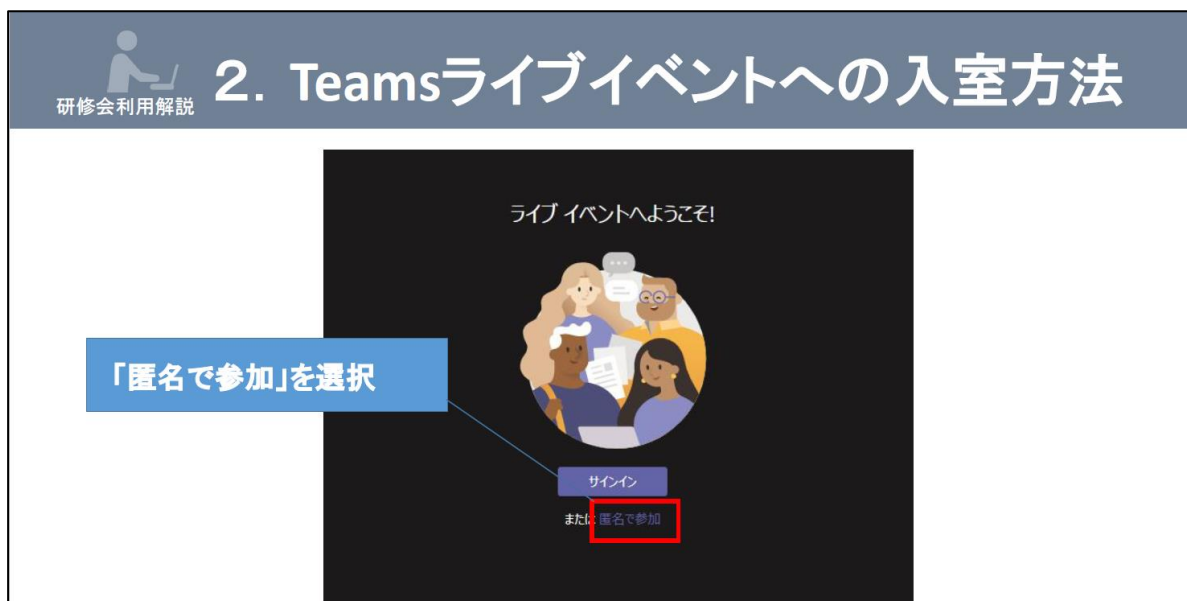 研修会利用解説
2. Teamsライブイベントへの入室方法
ライブ イベントへようこそ!
「匿名で参加」を選択
サインイン
または 匿名で参加